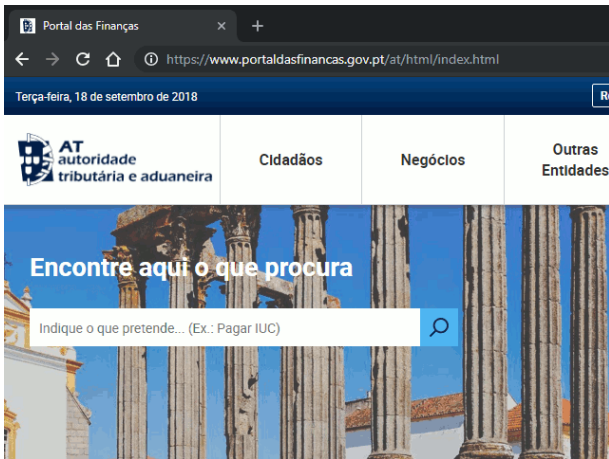 Portal das Finanças
https://www.portaldasfinancas.gov.pt/at/html/index.html
Terça-feira, 18 de setembro de 2018
AT
autoridade
tributária e aduaneira
Cidadãos
Negócios
Outras
Entidades
Encontre aqui o que procura
Indique o que pretende... (Ex.: Pagar IUC)